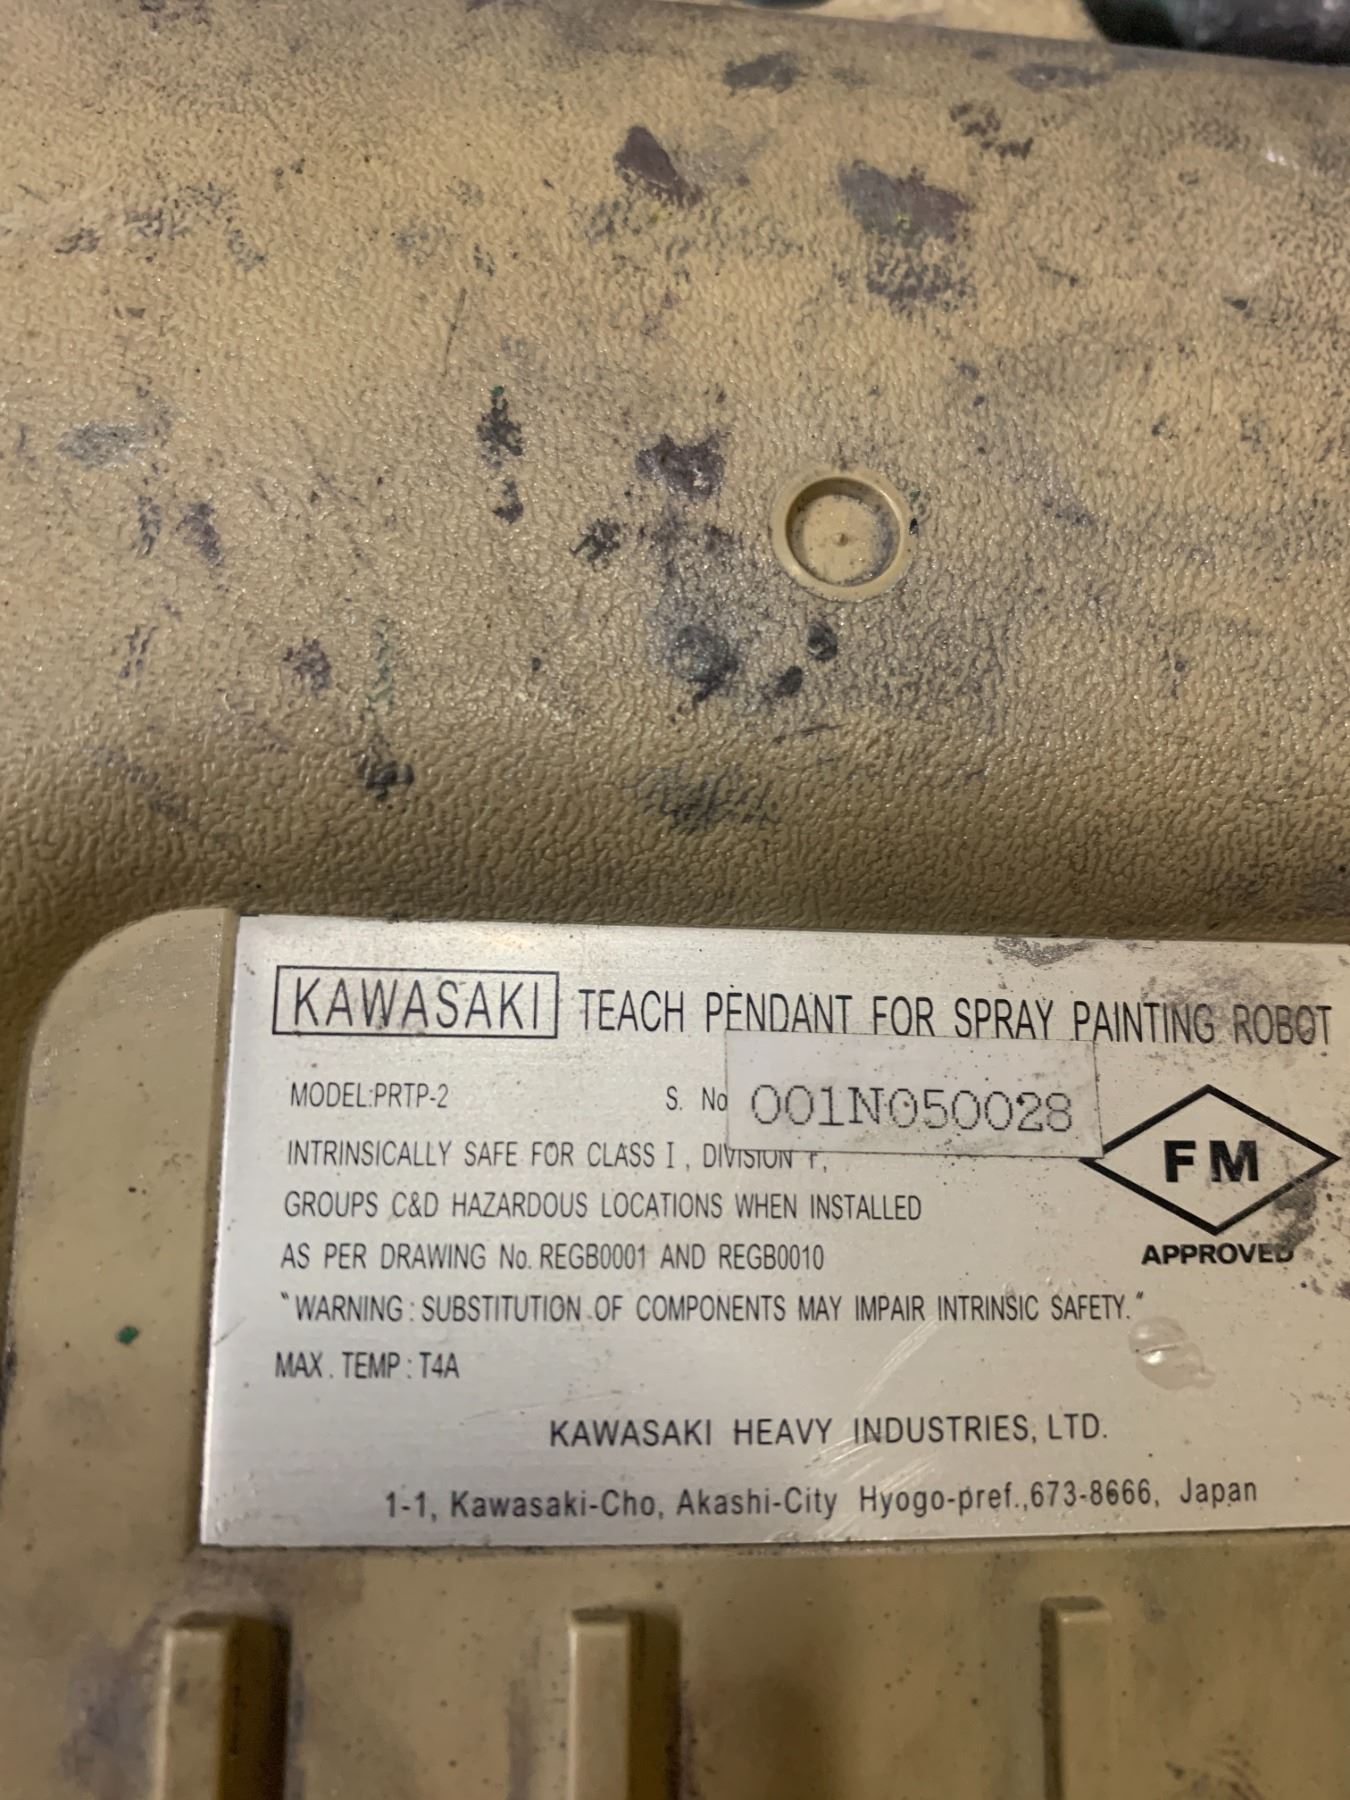 KAWASAKI TEACH PENDANT FOR SPRAY PAINTING ROBOT
MODEL:PRTP-2 S. No 001N050028
INTRINSICALLY SAFE FOR CLASS I, DIVISION
GROUPS C&D HAZARDOUS LOCATIONS WHEN INSTALLED
AS PER DRAWING No. REGB0001 AND REGB0010
"WARNING: SUBSTITUTION OF COMPONENTS MAY IMPAIR INTRINSIC SAFETY."
MAX. TEMP: T4A
FM
APPROVED
KAWASAKI HEAVY INDUSTRIES, LTD.
1-1, Kawasaki-Cho, Akashi-City Hyogo-pref.,673-8666, Japan